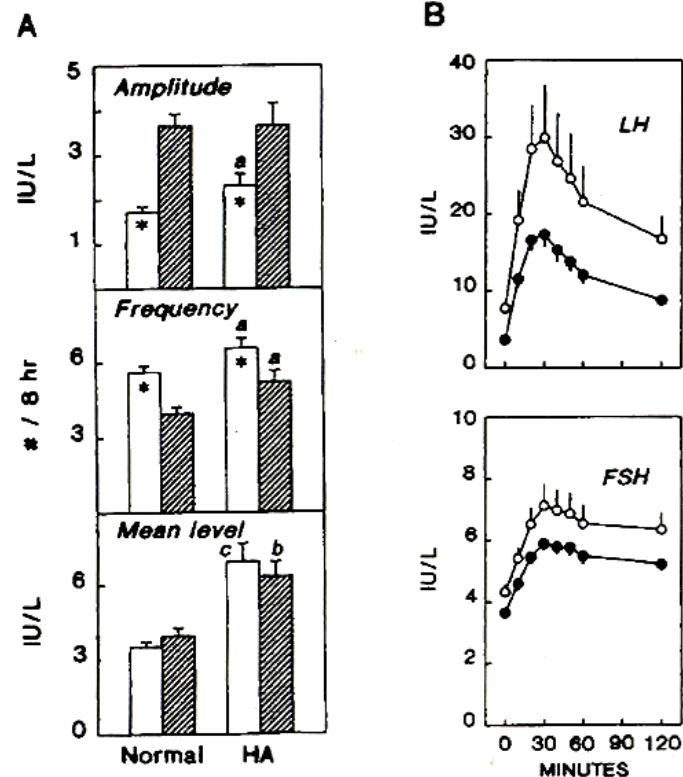 A
Amplitude
5
3
1
IU/L
a
*
*
Frequency
6
3
* / 8 hr
*
a
*
a
Mean level
6
3
0
IU/L
c
b
Normal HA
B
LH
40
30
20
10
0
IU/L
FSH
10
8
6
4
2
0
IU/L
0 30 60 90 120
MINUTES